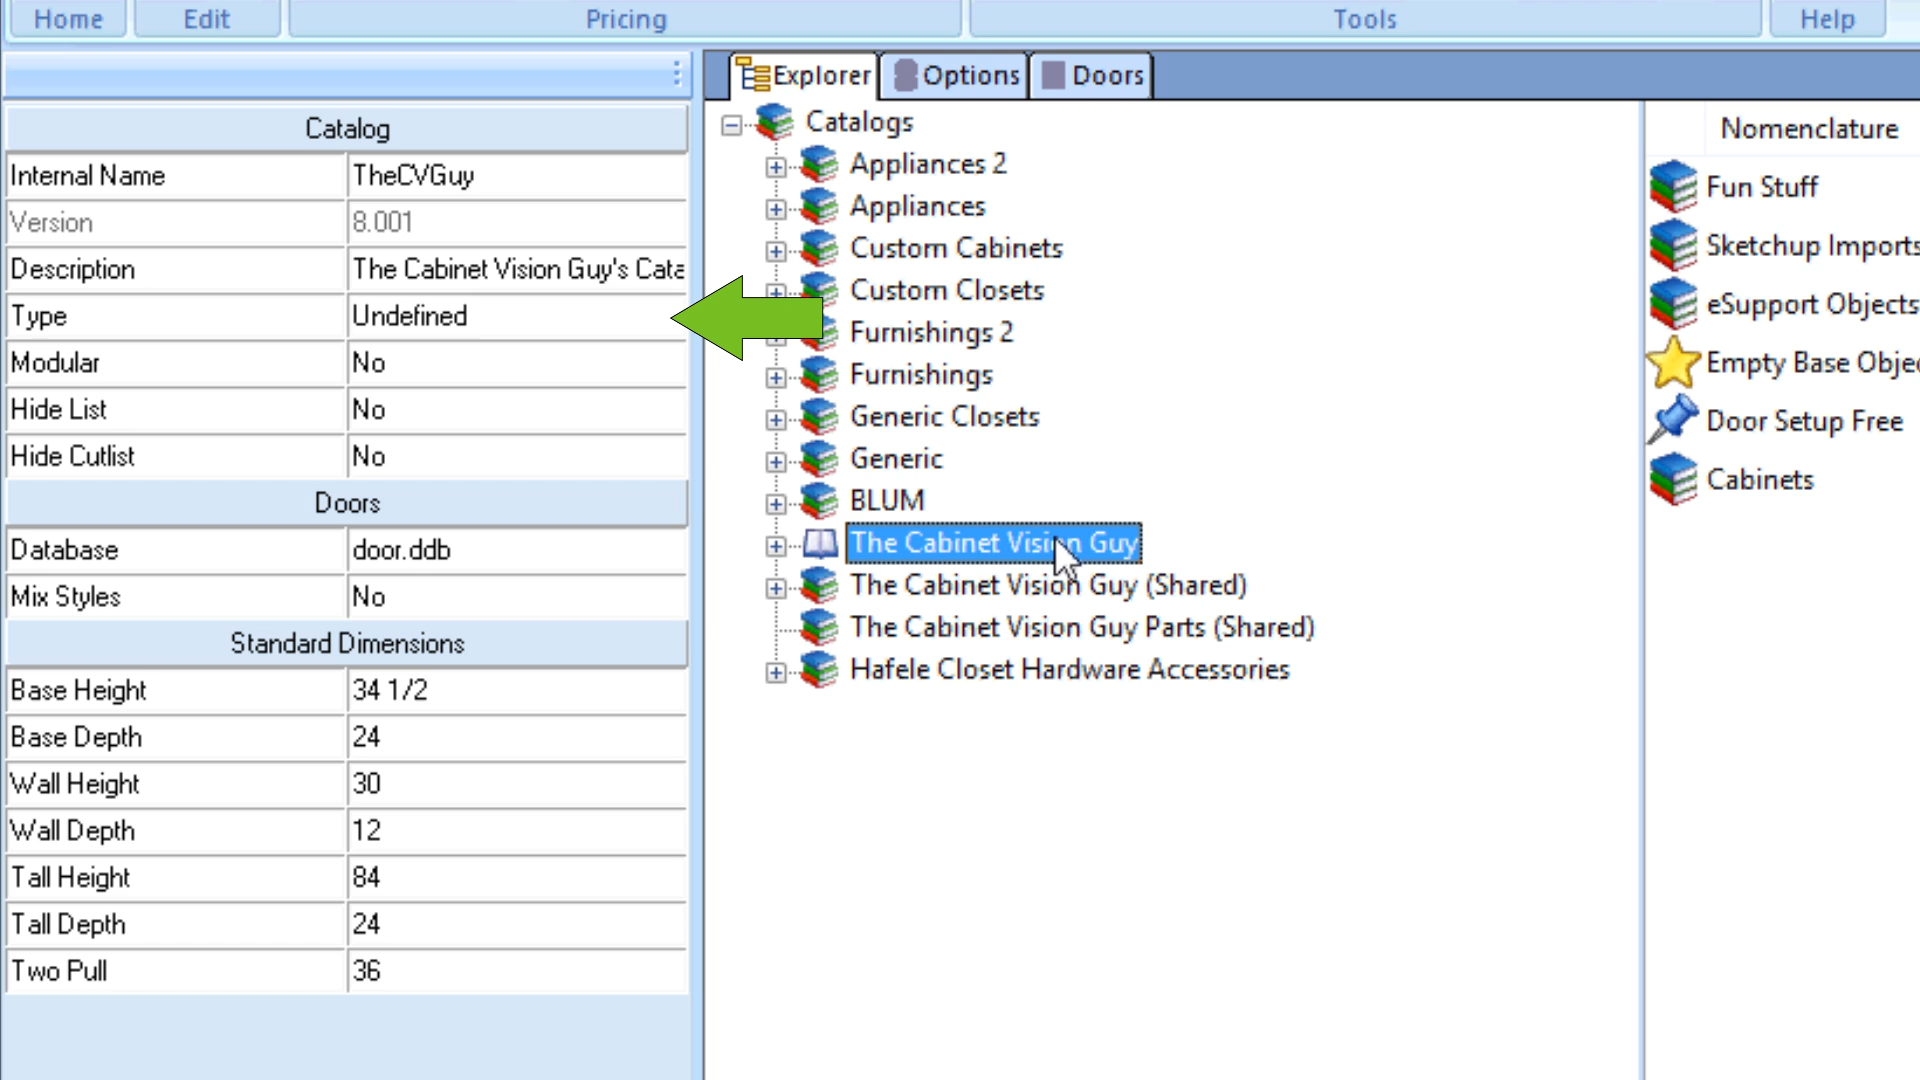 Home Edit Pricing Tools Help
Explorer Options Doors
Catalog
Internal Name TheCVGuy
Version 8.001
Description The Cabinet Vision Guy's Cata
Type Undefined
Modular No
Hide List No
Hide Cutlist No
Doors
Database door.ddb
Mix Styles No
Standard Dimensions
Base Height 34 1/2
Base Depth 24
Wall Height 30
Wall Depth 12
Tall Height 84
Tall Depth 24
Two Pull 36
Catalogs
Appliances 2
Appliances
Custom Cabinets
Custom Closets
Furnishings 2
Furnishings
Generic Closets
Generic
BLUM
The Cabinet Vision Guy
The Cabinet Vision Guy (Shared)
The Cabinet Vision Guy Parts (Shared)
Hafele Closet Hardware Accessories
Nomenclature
Fun Stuff
Sketchup Imports
eSupport Objects
Empty Base Objec
Door Setup Free
Cabinets